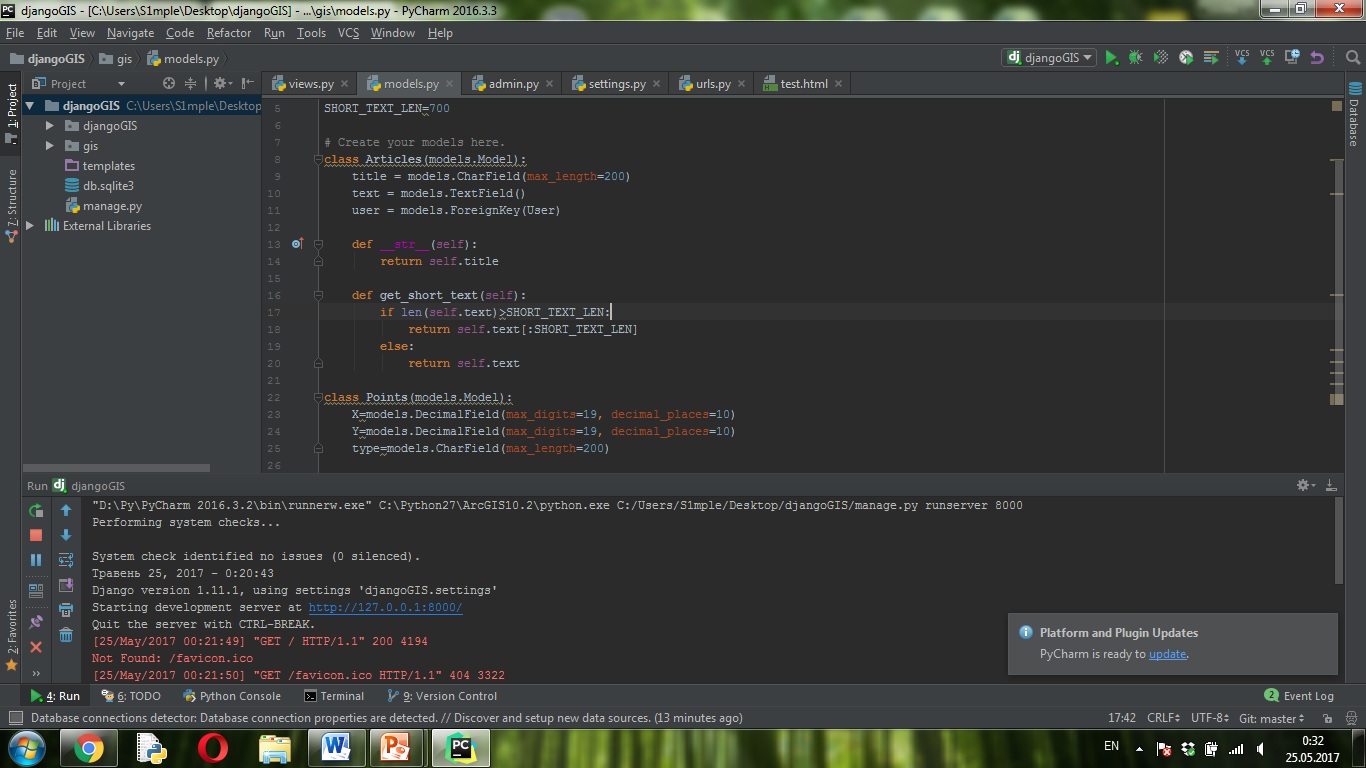 djangoGIS - [C:\Users\S1mple\Desktop\djangoGIS] - ...\gis\models.py - PyCharm 2016.3.3
File Edit View Navigate Code Refactor Run Tools VCS Window Help
djangoGIS gis models.py
djangoGIS
VCS VCS
Project
views.py models.py admin.py settings.py urls.py test.html
1: Project
7: Structure
2: Favorites
Database
djangoGIS C:\Users\S1mple\Desktop
djangoGIS
gis
templates
db.sqlite3
manage.py
External Libraries
5 SHORT_TEXT_LEN=700
6
7 # Create your models here.
8 class Articles(models.Model):
9 title = models.CharField(max_length=200)
10 text = models.TextField()
11 user = models.ForeignKey(User)
12
13 def __str__(self):
14 return self.title
15
16 def get_short_text(self):
17 if len(self.text)>SHORT_TEXT_LEN:
18 return self.text[:SHORT_TEXT_LEN]
19 else:
20 return self.text
21
22 class Points(models.Model):
23 X=models.DecimalField(max_digits=19, decimal_places=10)
24 Y=models.DecimalField(max_digits=19, decimal_places=10)
25 type=models.CharField(max_length=200)
26
Run djangoGIS
"D:\Py\PyCharm 2016.3.2\bin\runnerw.exe" C:\Python27\ArcGIS10.2\python.exe C:/Users/S1mple/Desktop/djangoGIS/manage.py runserver 8000
Performing system checks...
System check identified no issues (0 silenced).
Травень 25, 2017 - 0:20:43
Django version 1.11.1, using settings 'djangoGIS.settings'
Starting development server at http://127.0.0.1:8000/
Quit the server with CTRL-BREAK.
[25/May/2017 00:21:49] "GET / HTTP/1.1" 200 4194
Not Found: /favicon.ico
[25/May/2017 00:21:50] "GET /favicon.ico HTTP/1.1" 404 3322
Platform and Plugin Updates
PyCharm is ready to update.
4: Run 6: TODO Python Console Terminal 9: Version Control 2 Event Log
Database connections detector: Database connection properties are detected. // Discover and setup new data sources. (13 minutes ago) 17:42 CRLF UTF-8 Git: master
EN 0:32
25.05.2017